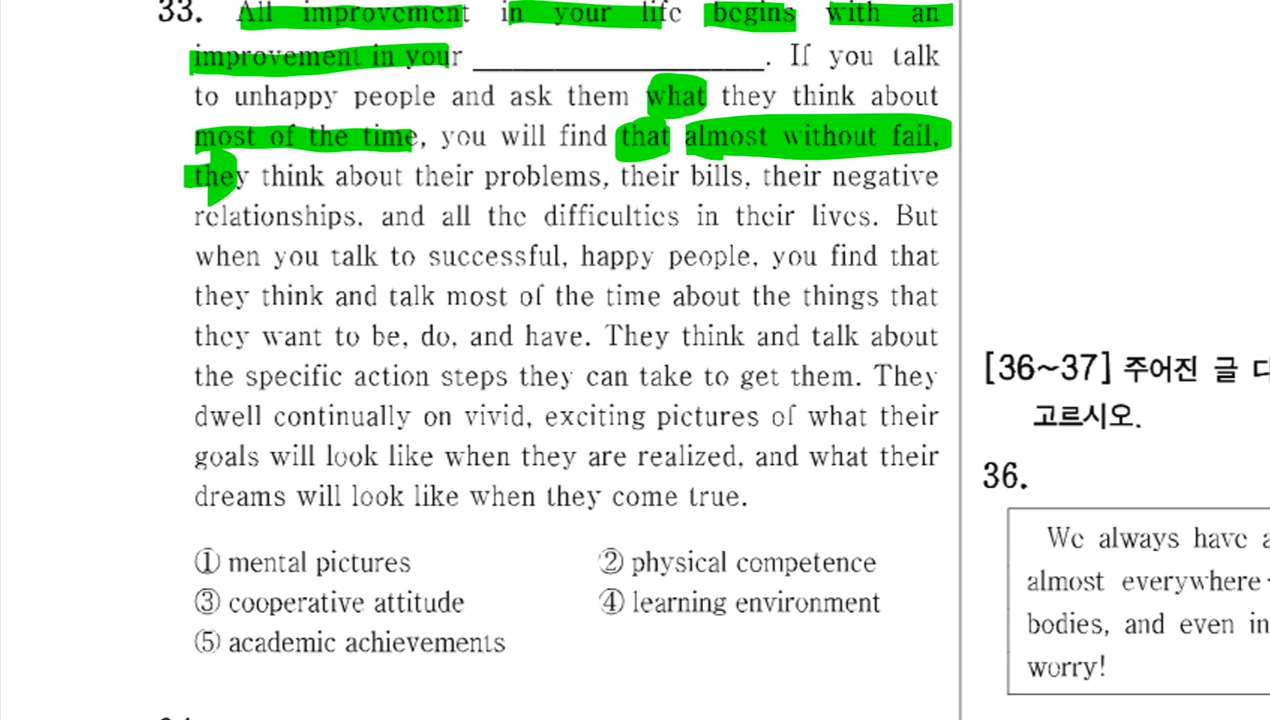 33. All improvement in your life begins with an
improvement in your ____________________. If you talk
to unhappy people and ask them what they think about
most of the time, you will find that almost without fail,
they think about their problems, their bills, their negative
relationships, and all the difficulties in their lives. But
when you talk to successful, happy people, you find that
they think and talk most of the time about the things that
they want to be, do, and have. They think and talk about
the specific action steps they can take to get them. They
dwell continually on vivid, exciting pictures of what their
goals will look like when they are realized, and what their
dreams will look like when they come true.
① mental pictures ② physical competence
③ cooperative attitude ④ learning environment
⑤ academic achievements
[36~37] 주어진 글
고르시오.
36.
We always have a
almost everywhere
bodies, and even in
worry!